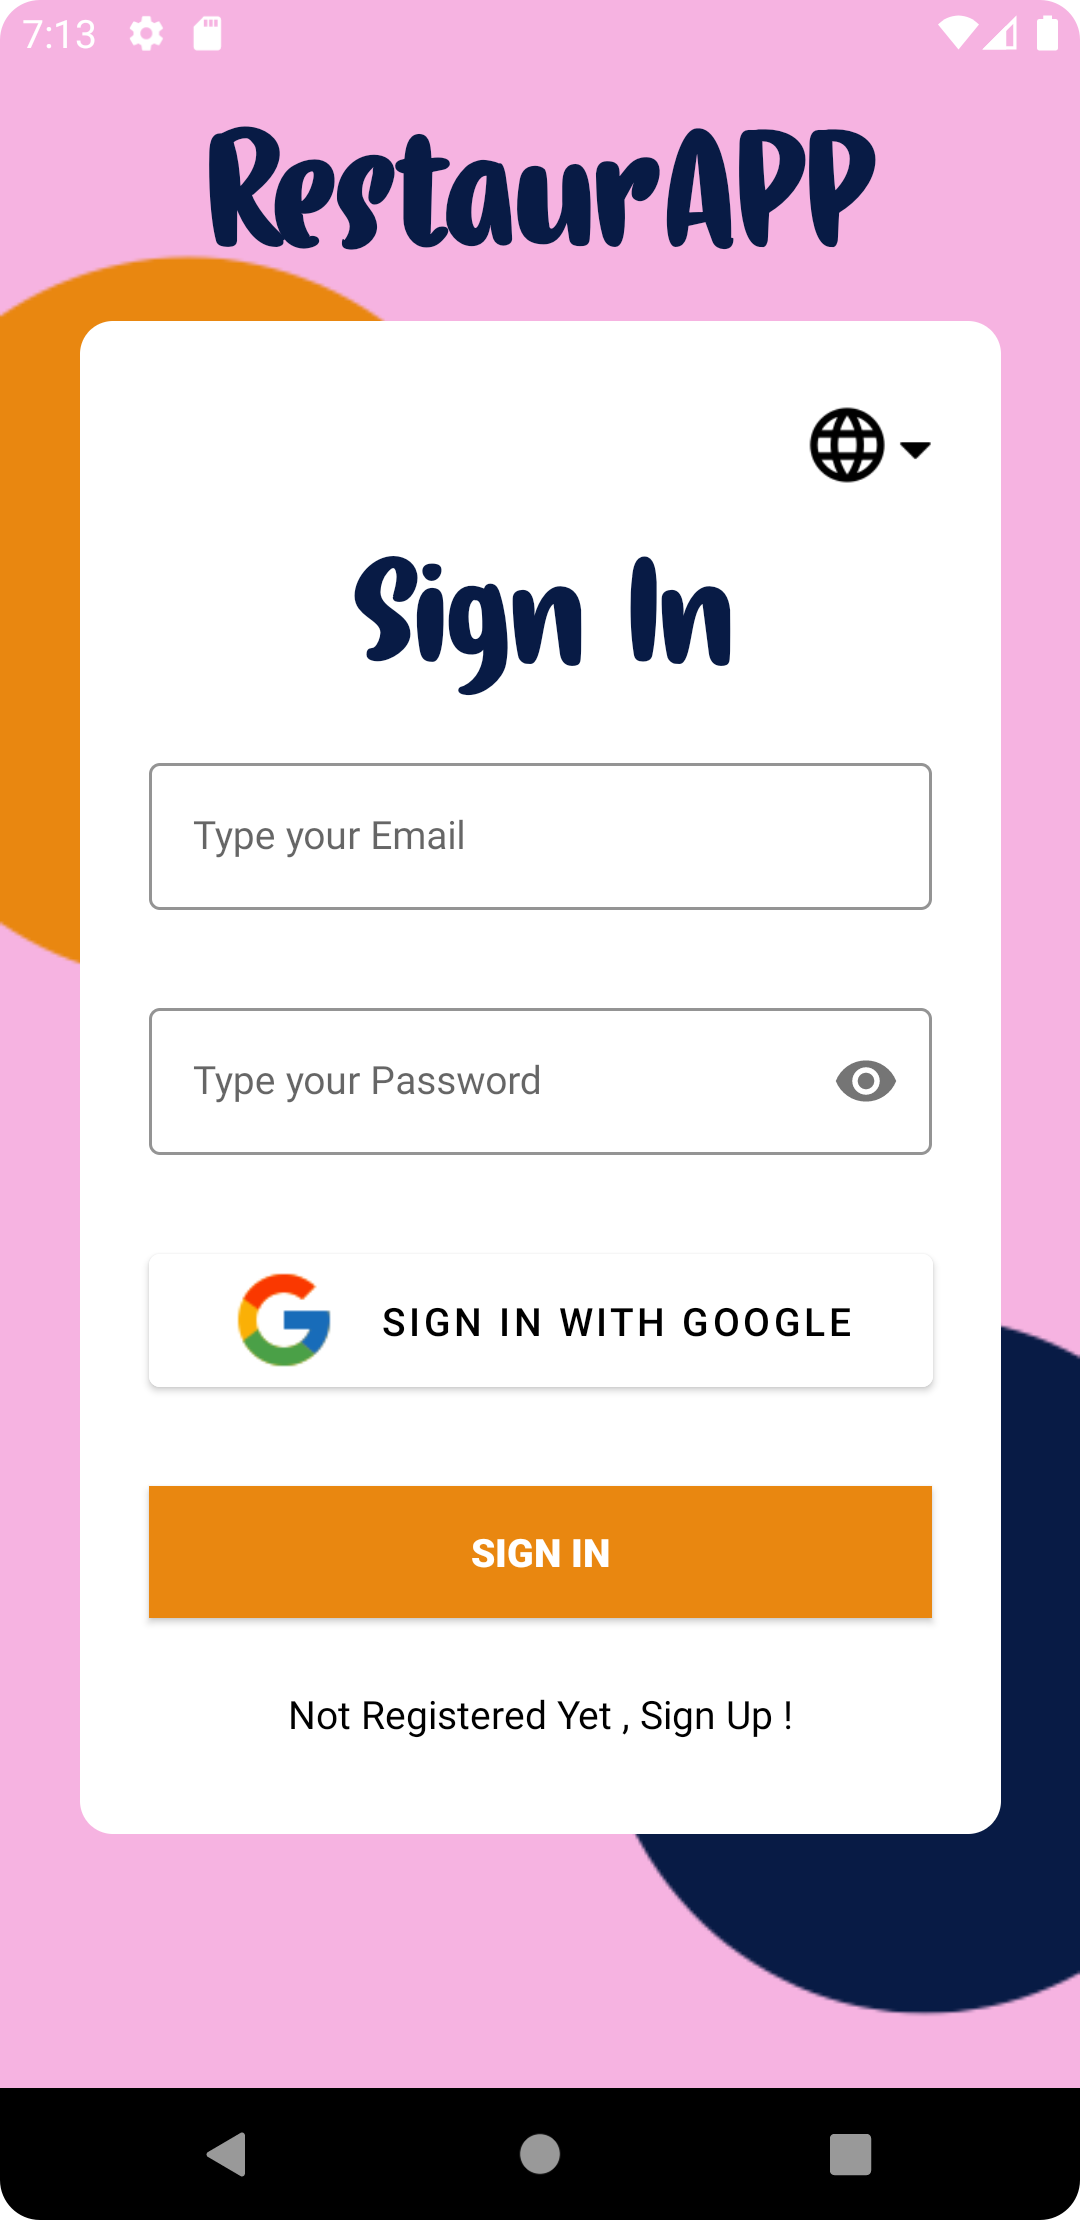 7:13
RestaurAPP
Sign In
Type your Email
Type your Password
SIGN IN WITH GOOGLE
SIGN IN
Not Registered Yet , Sign Up !